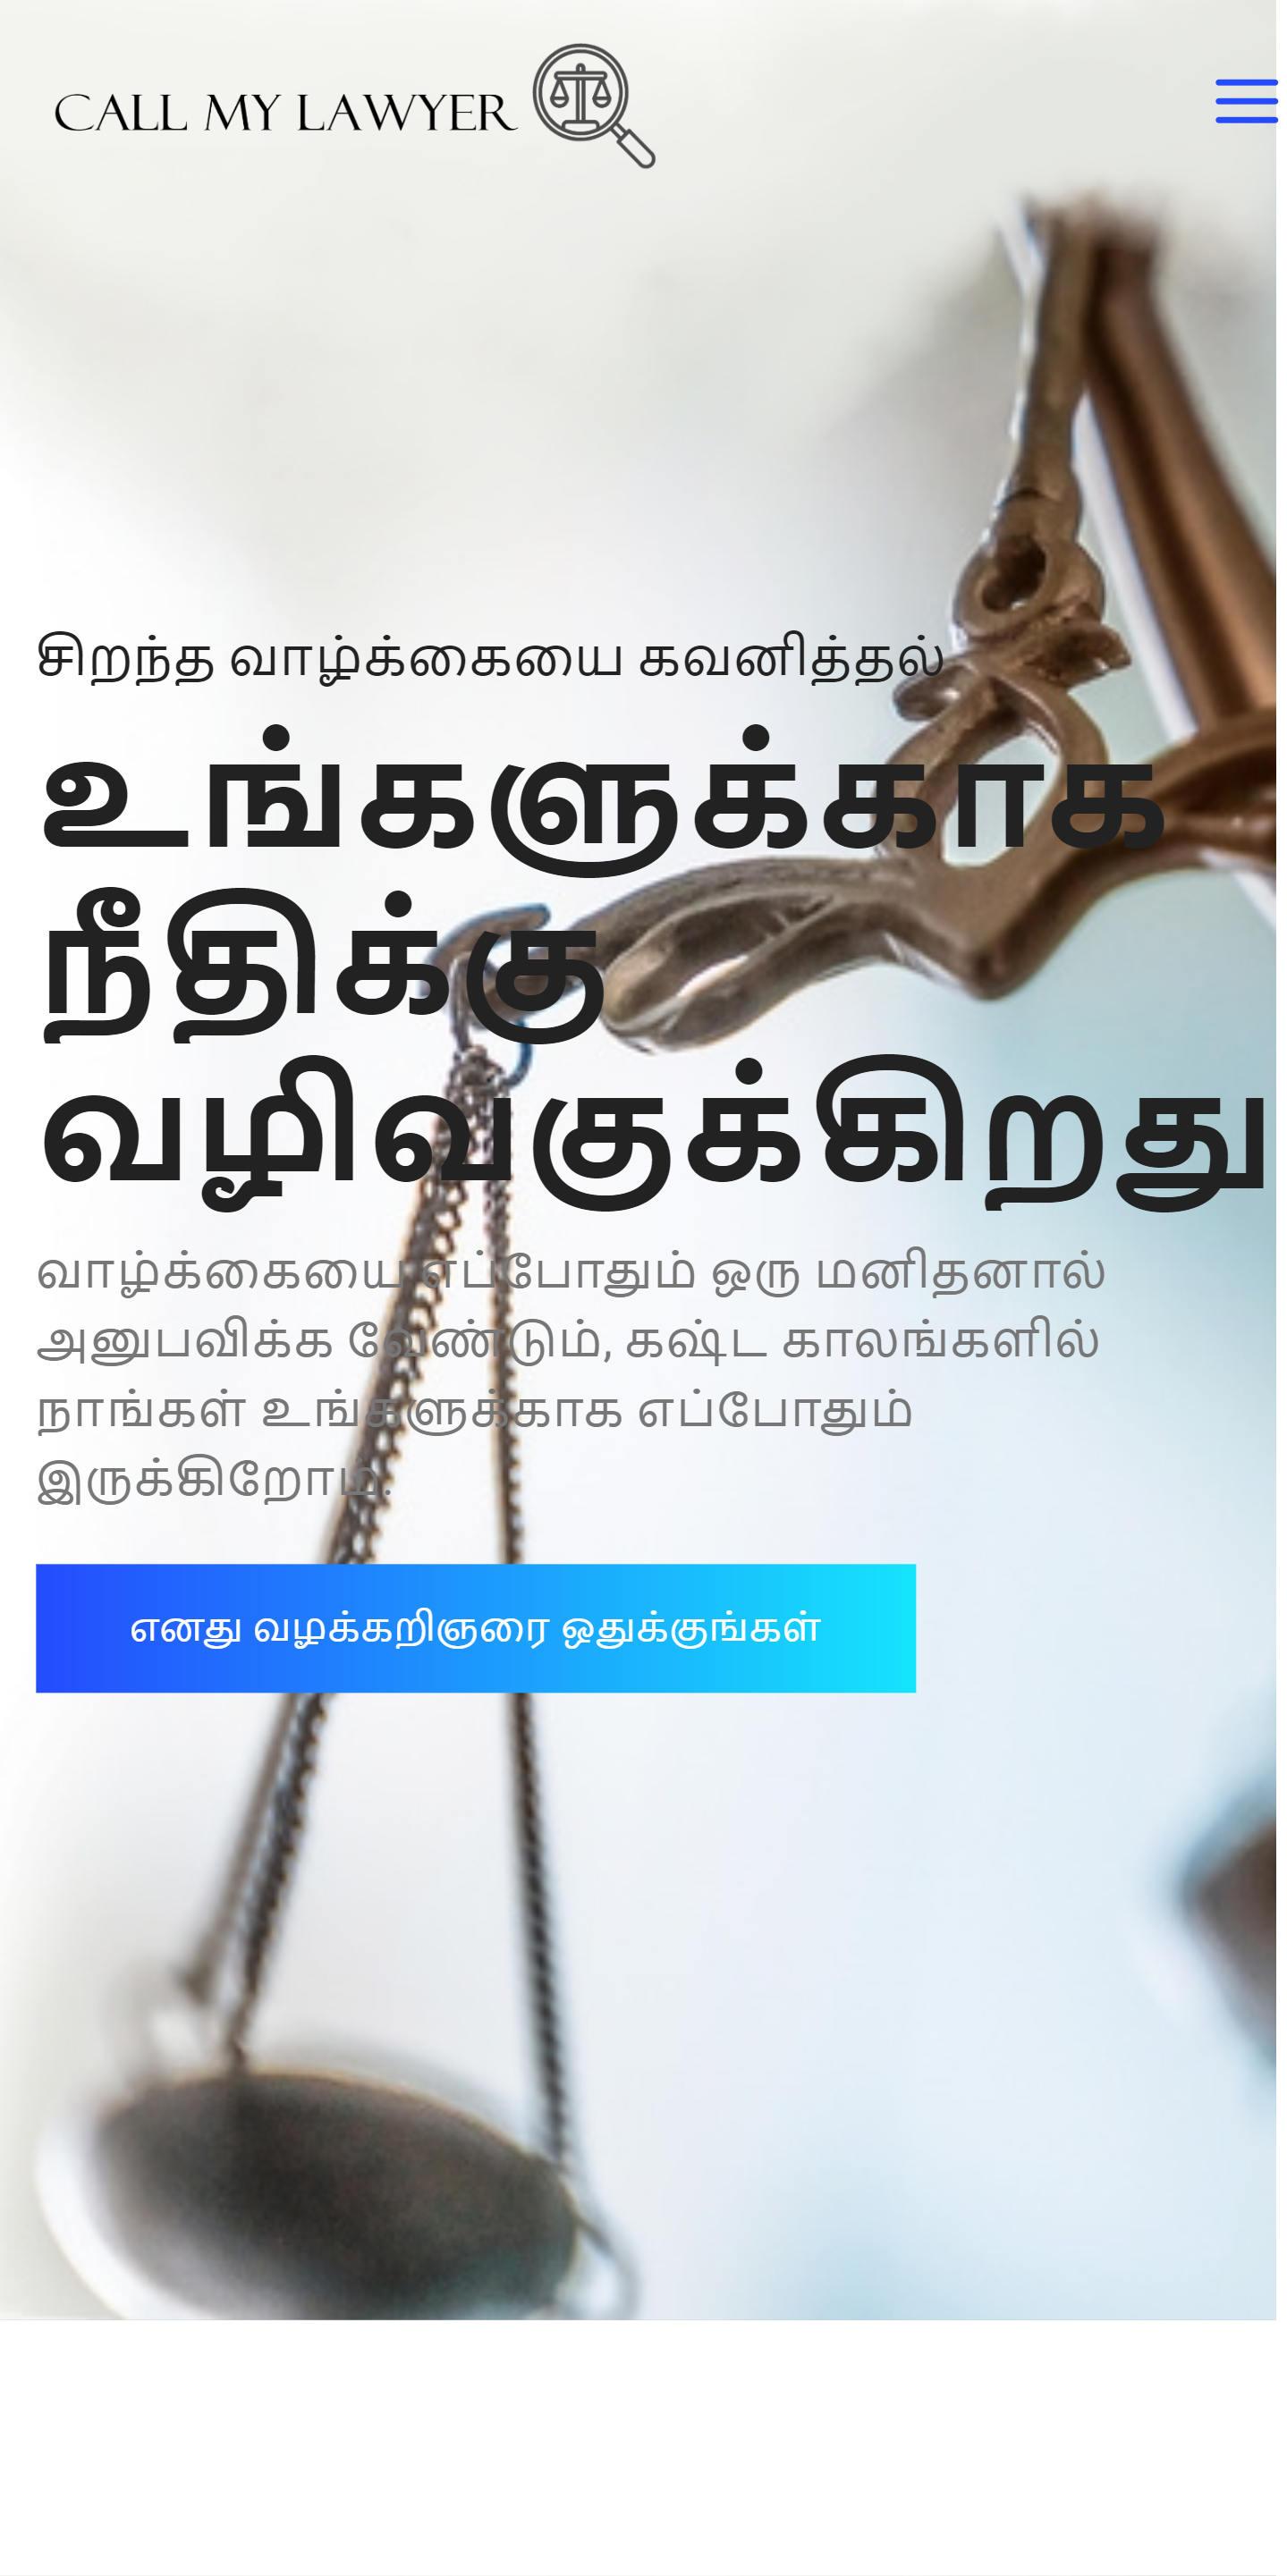 CALL MY LAWYER
சிறந்த வாழ்க்கையை கவனித்தல்
உங்களுக்காக
நீதிக்கு
வழிவகுக்கிறது
வாழ்க்கையை எப்போதும் ஒரு மனிதனால்
அனுபவிக்க வேண்டும், கஷ்ட காலங்களில்
நாங்கள் உங்களுக்காக எப்போதும்
இருக்கிறோம்.
எனது வழக்கறிஞரை ஒதுக்குங்கள்